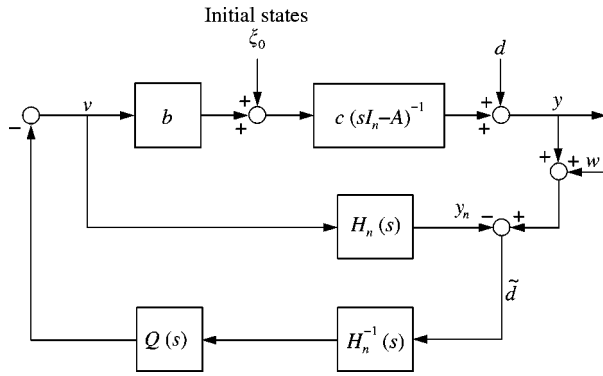 Initial states
ξ₀
d
+
+
+
+
−
v
b
c (sIₙ–A)⁻¹
y
+
+
w
Hₙ (s)
yₙ
−
+
d̃
Q (s)
Hₙ⁻¹(s)